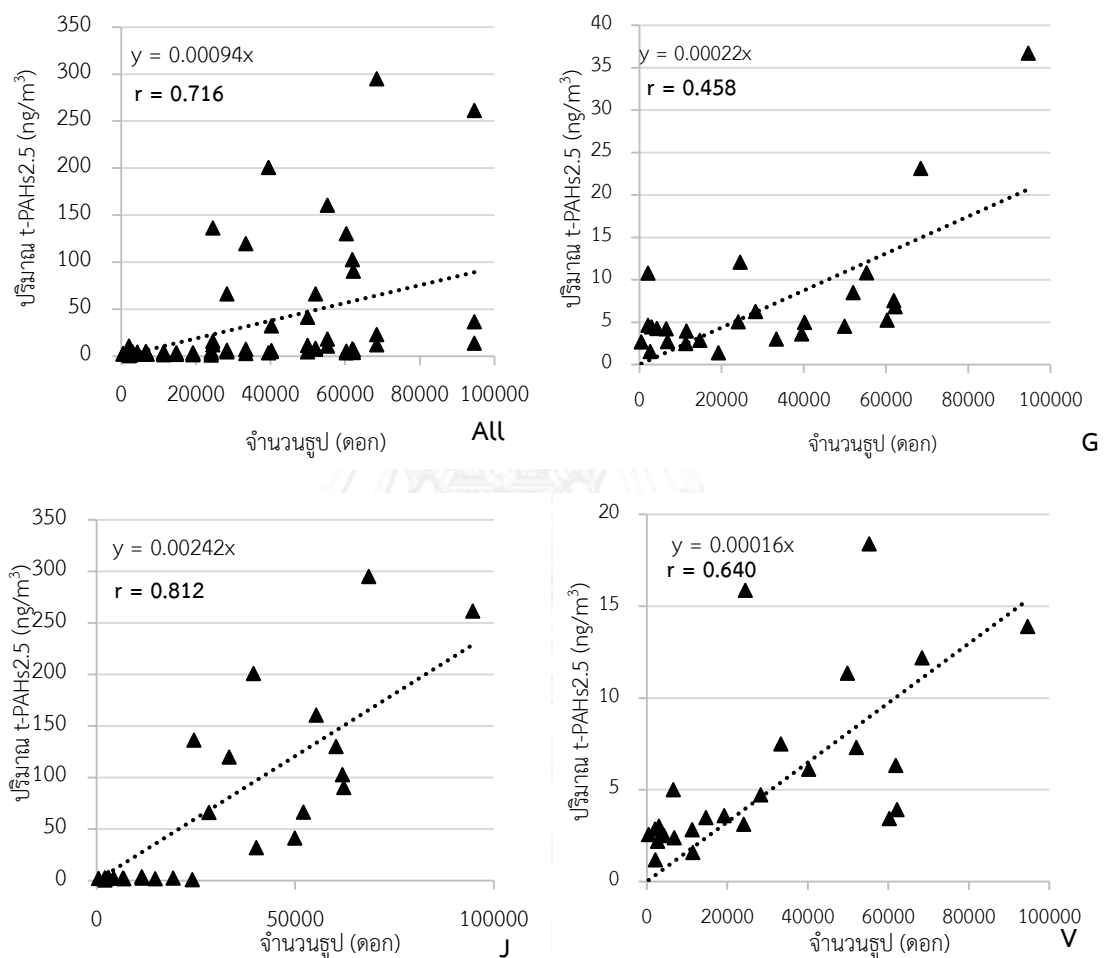 350
300
250
200
150
100
50
0
ปริมาณ t-PAHs2.5 (ng/m³)
y = 0.00094x
r = 0.716
0 20000 40000 60000 80000 100000
จำนวนธูป (ดอก)
All
40
35
30
25
20
15
10
5
0
ปริมาณ t-PAHs2.5 (ng/m³)
y = 0.00022x
r = 0.458
0 20000 40000 60000 80000 100000
จำนวนธูป (ดอก)
G
350
300
250
200
150
100
50
0
ปริมาณ t-PAHs2.5 (ng/m³)
y = 0.00242x
r = 0.812
0 50000 100000
จำนวนธูป (ดอก)
J
20
15
10
5
0
ปริมาณ t-PAHs2.5 (ng/m³)
y = 0.00016x
r = 0.640
0 20000 40000 60000 80000 100000
จำนวนธูป (ดอก)
V